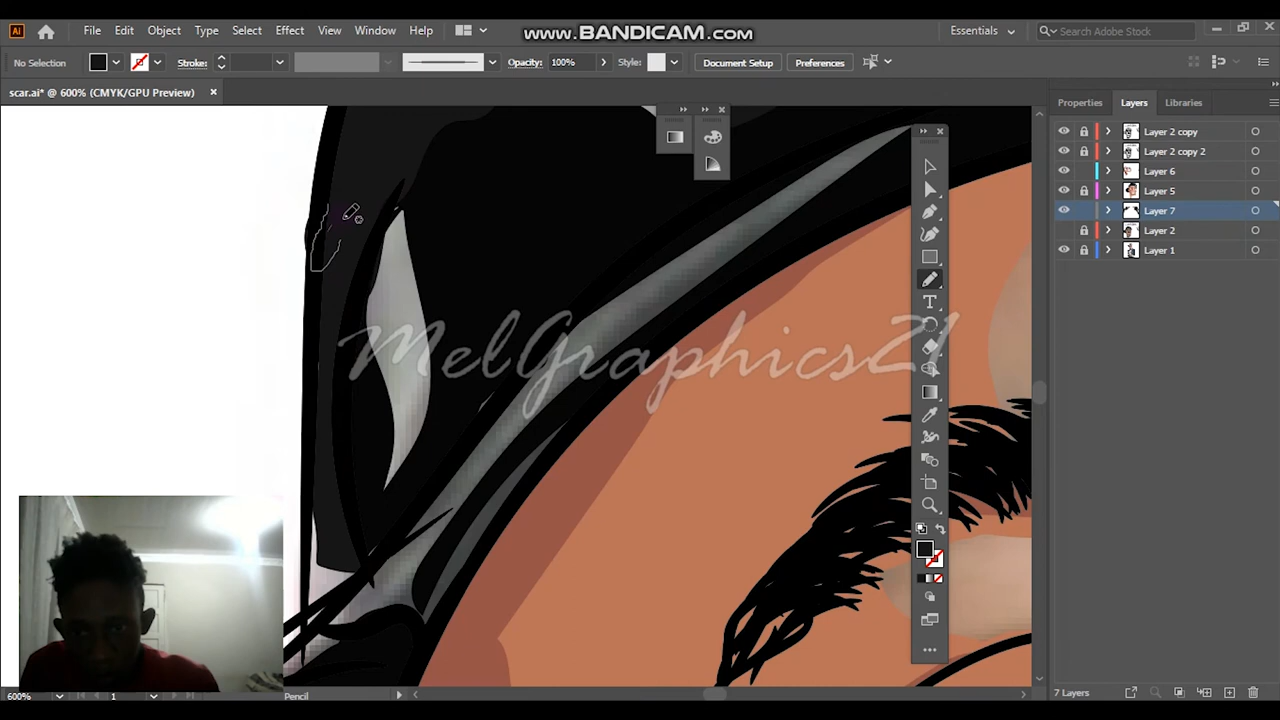 www.BANDICAM.com
Ai File Edit Object Type Select Effect View Window Help Essentials Search Adobe Stock
No Selection Stroke: Opacity: 100% Style: Document Setup Preferences
scar.ai* @ 600% (CMYK/GPU Preview)
Properties Layers Libraries
Layer 2 copy
Layer 2 copy 2
Layer 6
Layer 5
Layer 7
Layer 2
Layer 1
MelGraphics21
600% 1 Pencil 7 Layers